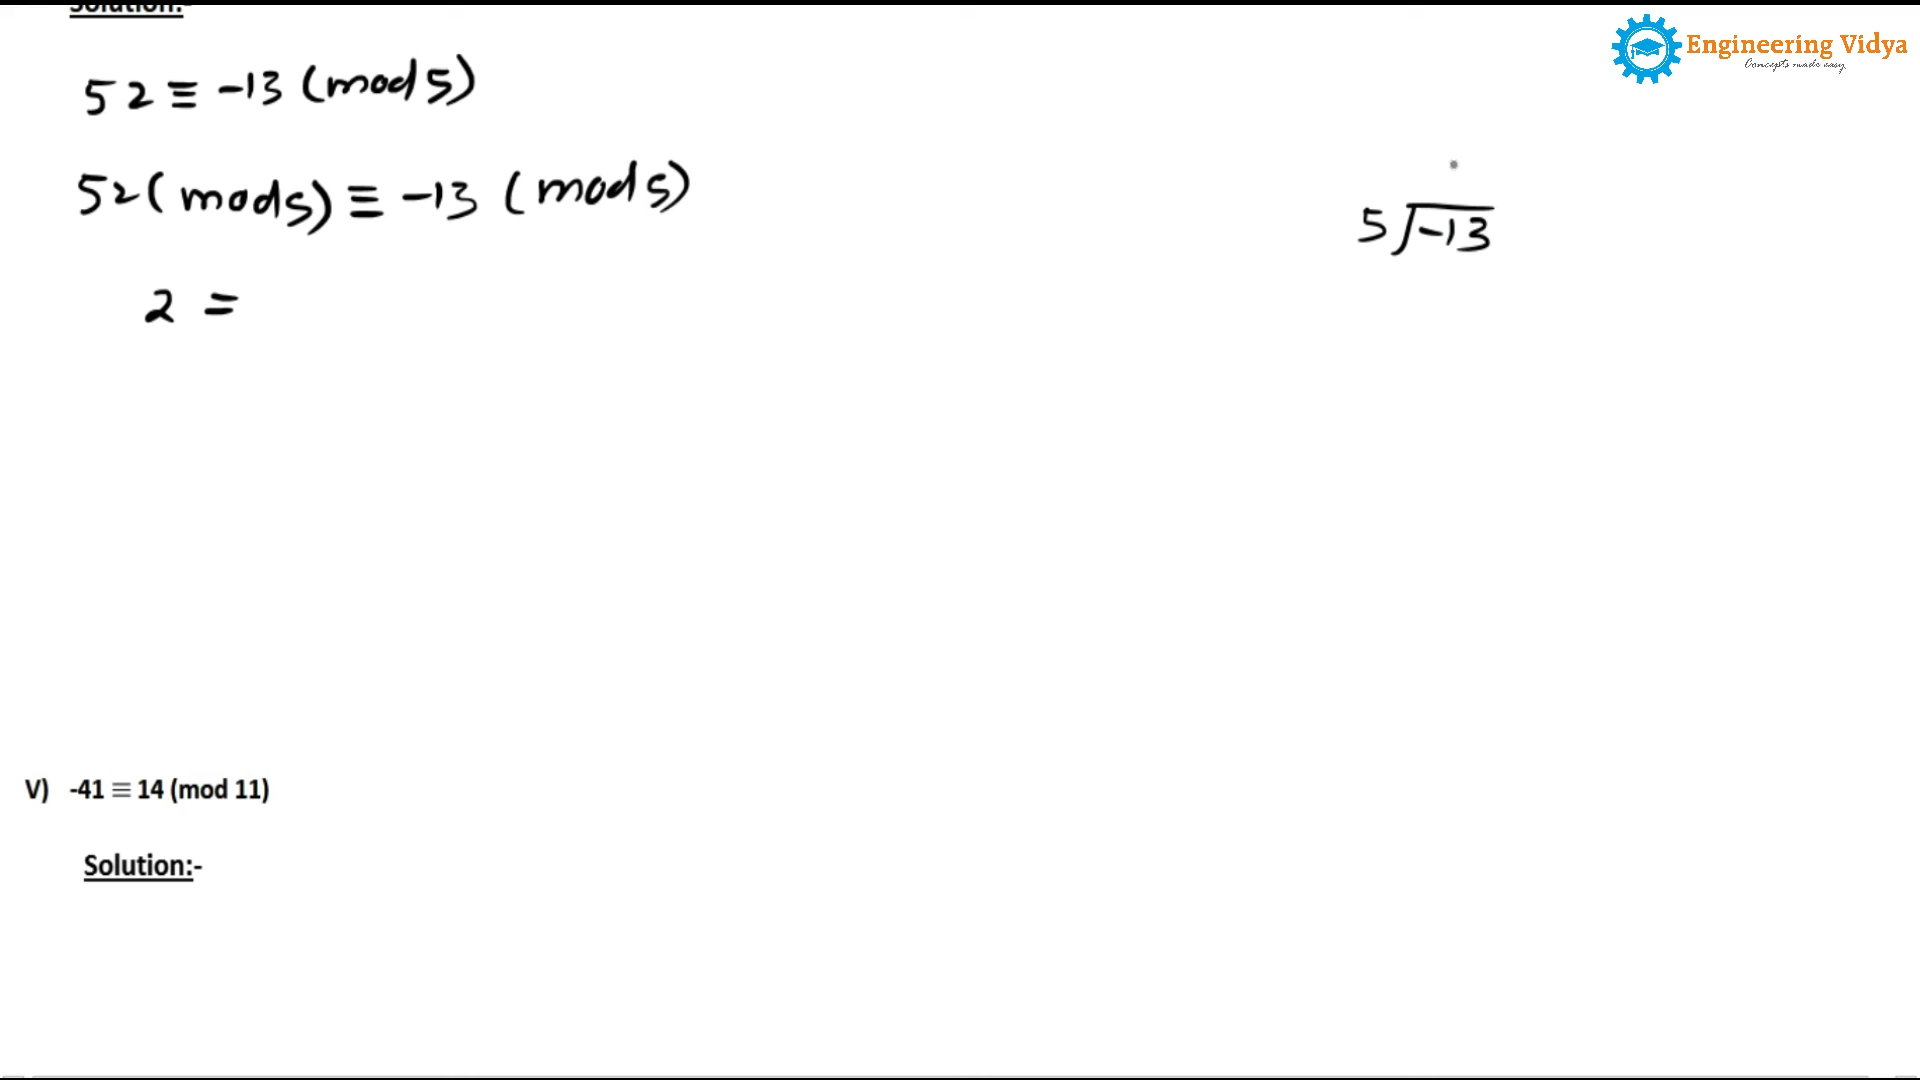 Solution:-
Engineering Vidya
Concepts made easy
52 ≡ -13 (mod 5)
52 (mod 5) ≡ -13 (mod 5)
5 -13
2 =
V) -41 ≡ 14 (mod 11)
Solution:-